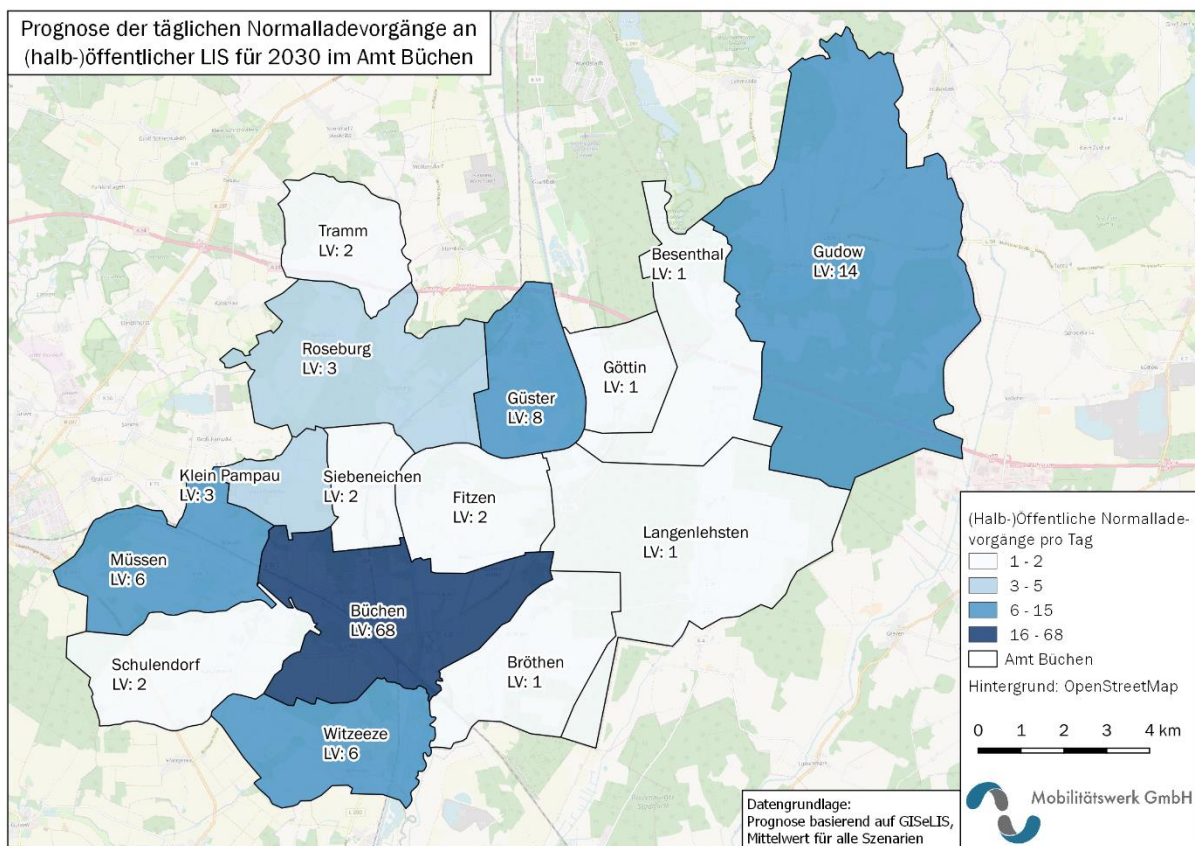 Prognose der täglichen Normalladevorgänge an
(halb-)öffentlicher LIS für 2030 im Amt Büchen
Tramm
LV: 2
Besenthal
LV: 1
Gudow
LV: 14
Roseburg
LV: 3
Göttin
LV: 1
Güster
LV: 8
Klein Pampau
LV: 3
Siebeneichen
LV: 2
Fitzen
LV: 2
Langenlehsten
LV: 1
Müssen
LV: 6
Büchen
LV: 68
Schulendorf
LV: 2
Bröthen
LV: 1
Witzeeze
LV: 6
(Halb-)Öffentliche Normallade-
vorgänge pro Tag
1 - 2
3 - 5
6 - 15
16 - 68
Amt Büchen
Hintergrund: OpenStreetMap
0 1 2 3 4 km
Datengrundlage:
Prognose basierend auf GISeLIS,
Mittelwert für alle Szenarien
Mobilitätswerk GmbH